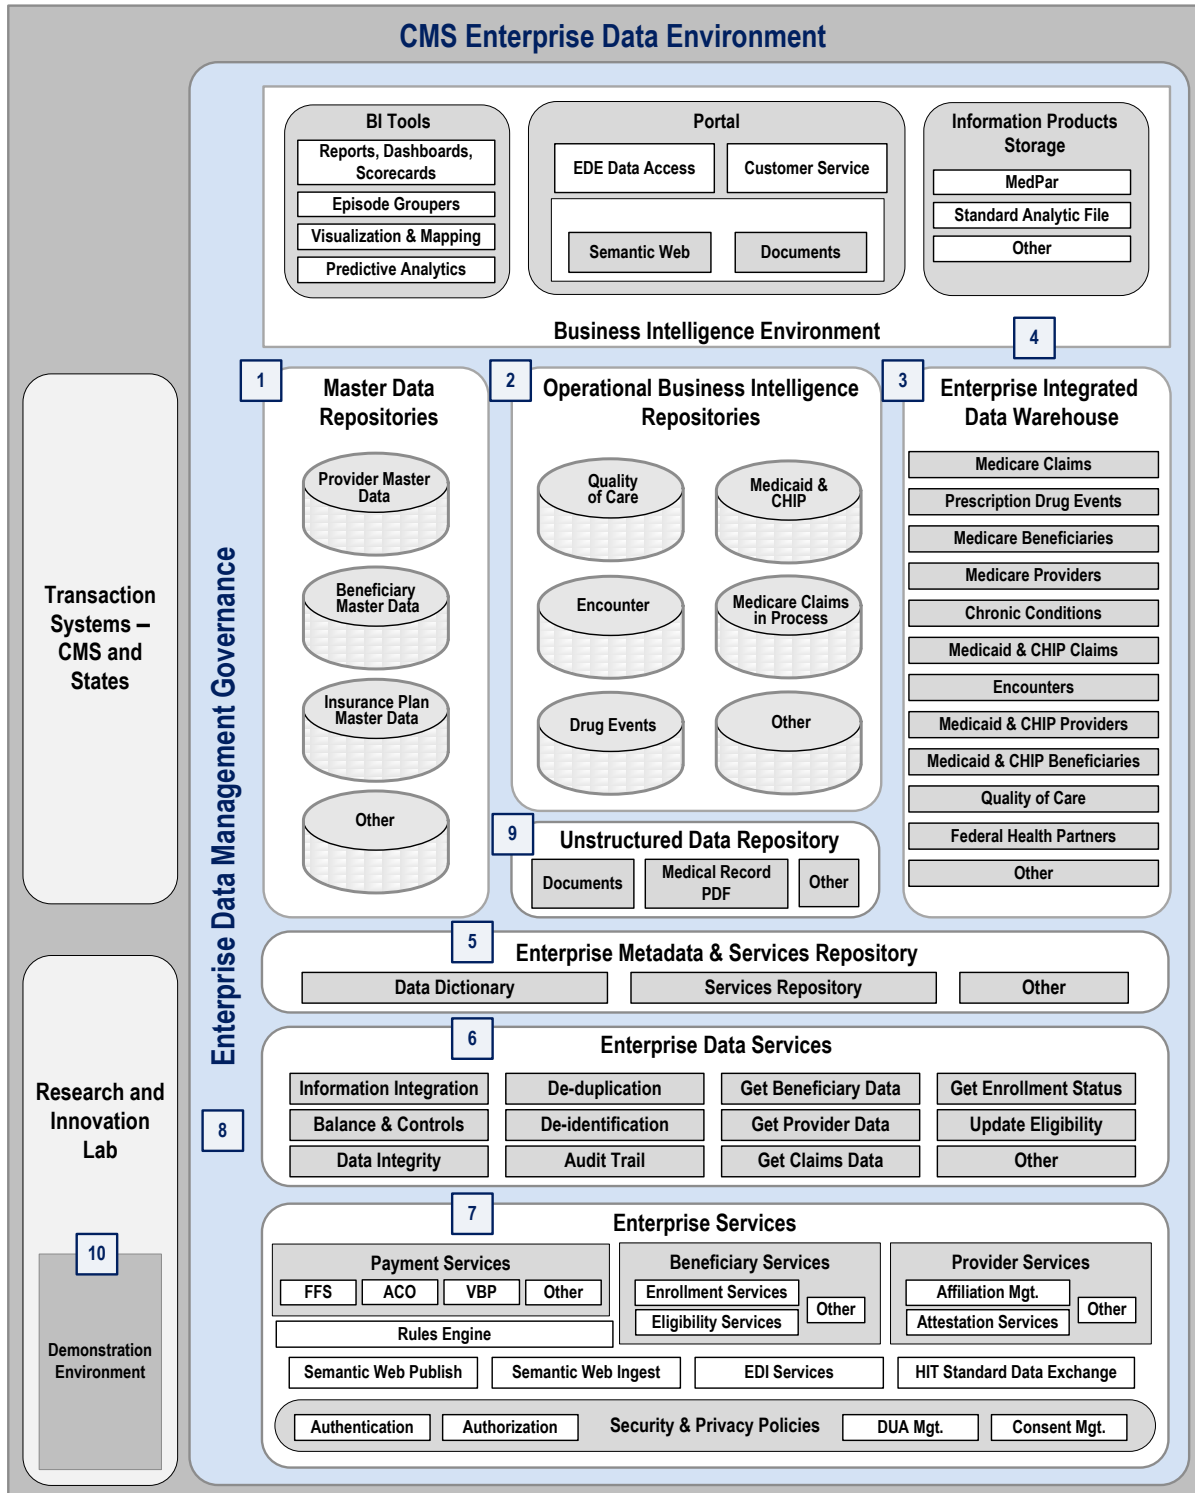 CMS Enterprise Data Environment
BI Tools
Reports, Dashboards,
Scorecards
Episode Groupers
Visualization & Mapping
Predictive Analytics
Portal
EDE Data Access
Customer Service
Semantic Web
Documents
Information Products
Storage
MedPar
Standard Analytic File
Other
Business Intelligence Environment
4
1
Master Data
Repositories
Provider Master
Data
Beneficiary
Master Data
Insurance Plan
Master Data
Other
2
Operational Business Intelligence
Repositories
Quality
of Care
Medicaid &
CHIP
Encounter
Medicare Claims
in Process
Drug Events
Other
3
Enterprise Integrated
Data Warehouse
Medicare Claims
Prescription Drug Events
Medicare Beneficiaries
Medicare Providers
Chronic Conditions
Medicaid & CHIP Claims
Encounters
Medicaid & CHIP Providers
Medicaid & CHIP Beneficiaries
Quality of Care
Federal Health Partners
Other
9
Unstructured Data Repository
Documents
Medical Record
PDF
Other
Transaction
Systems –
CMS and
States
Enterprise Data Management Governance
8
5
Enterprise Metadata & Services Repository
Data Dictionary
Services Repository
Other
6
Enterprise Data Services
Information Integration
De-duplication
Get Beneficiary Data
Get Enrollment Status
Balance & Controls
De-identification
Get Provider Data
Update Eligibility
Data Integrity
Audit Trail
Get Claims Data
Other
Research and
Innovation
Lab
10
Demonstration
Environment
7
Enterprise Services
Payment Services
FFS
ACO
VBP
Other
Rules Engine
Beneficiary Services
Enrollment Services
Eligibility Services
Other
Provider Services
Affiliation Mgt.
Attestation Services
Other
Semantic Web Publish
Semantic Web Ingest
EDI Services
HIT Standard Data Exchange
Authentication
Authorization
Security & Privacy Policies
DUA Mgt.
Consent Mgt.